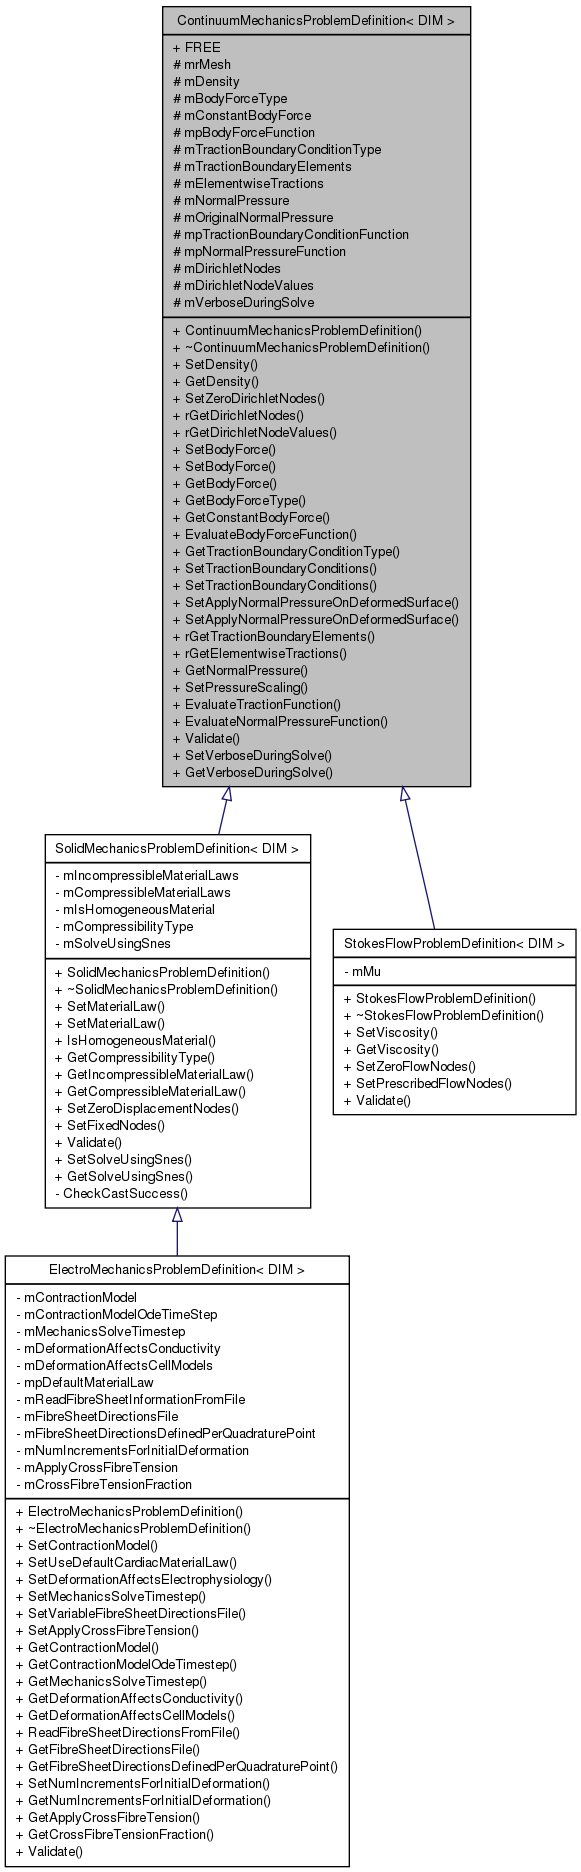 ContinuumMechanicsProblemDefinition< DIM >
+ FREE
# mrMesh
# mDensity
# mBodyForceType
# mConstantBodyForce
# mpBodyForceFunction
# mTractionBoundaryConditionType
# mTractionBoundaryElements
# mElementwiseTractions
# mNormalPressure
# mOriginalNormalPressure
# mpTractionBoundaryConditionFunction
# mpNormalPressureFunction
# mDirichletNodes
# mDirichletNodeValues
# mVerboseDuringSolve
+ ContinuumMechanicsProblemDefinition()
+ ~ContinuumMechanicsProblemDefinition()
+ SetDensity()
+ GetDensity()
+ SetZeroDirichletNodes()
+ rGetDirichletNodes()
+ rGetDirichletNodeValues()
+ SetBodyForce()
+ SetBodyForce()
+ GetBodyForce()
+ GetBodyForceType()
+ GetConstantBodyForce()
+ EvaluateBodyForceFunction()
+ GetTractionBoundaryConditionType()
+ SetTractionBoundaryConditions()
+ SetTractionBoundaryConditions()
+ SetApplyNormalPressureOnDeformedSurface()
+ SetApplyNormalPressureOnDeformedSurface()
+ rGetTractionBoundaryElements()
+ rGetElementwiseTractions()
+ GetNormalPressure()
+ SetPressureScaling()
+ EvaluateTractionFunction()
+ EvaluateNormalPressureFunction()
+ Validate()
+ SetVerboseDuringSolve()
+ GetVerboseDuringSolve()
SolidMechanicsProblemDefinition< DIM >
- mIncompressibleMaterialLaws
- mCompressibleMaterialLaws
- mIsHomogeneousMaterial
- mCompressibilityType
- mSolveUsingSnes
+ SolidMechanicsProblemDefinition()
+ ~SolidMechanicsProblemDefinition()
+ SetMaterialLaw()
+ SetMaterialLaw()
+ IsHomogeneousMaterial()
+ GetCompressibilityType()
+ GetIncompressibleMaterialLaw()
+ GetCompressibleMaterialLaw()
+ SetZeroDisplacementNodes()
+ SetFixedNodes()
+ Validate()
+ SetSolveUsingSnes()
+ GetSolveUsingSnes()
- CheckCastSuccess()
StokesFlowProblemDefinition< DIM >
- mMu
+ StokesFlowProblemDefinition()
+ ~StokesFlowProblemDefinition()
+ SetViscosity()
+ GetViscosity()
+ SetZeroFlowNodes()
+ SetPrescribedFlowNodes()
+ Validate()
ElectroMechanicsProblemDefinition< DIM >
- mContractionModel
- mContractionModelOdeTimeStep
- mMechanicsSolveTimestep
- mDeformationAffectsConductivity
- mDeformationAffectsCellModels
- mpDefaultMaterialLaw
- mReadFibreSheetInformationFromFile
- mFibreSheetDirectionsFile
- mFibreSheetDirectionsDefinedPerQuadraturePoint
- mNumIncrementsForInitialDeformation
- mApplyCrossFibreTension
- mCrossFibreTensionFraction
+ ElectroMechanicsProblemDefinition()
+ ~ElectroMechanicsProblemDefinition()
+ SetContractionModel()
+ SetUseDefaultCardiacMaterialLaw()
+ SetDeformationAffectsElectrophysiology()
+ SetMechanicsSolveTimestep()
+ SetVariableFibreSheetDirectionsFile()
+ SetApplyCrossFibreTension()
+ GetContractionModel()
+ GetContractionModelOdeTimestep()
+ GetMechanicsSolveTimestep()
+ GetDeformationAffectsConductivity()
+ GetDeformationAffectsCellModels()
+ ReadFibreSheetDirectionsFromFile()
+ GetFibreSheetDirectionsFile()
+ GetFibreSheetDirectionsDefinedPerQuadraturePoint()
+ SetNumIncrementsForInitialDeformation()
+ GetNumIncrementsForInitialDeformation()
+ GetApplyCrossFibreTension()
+ GetCrossFibreTensionFraction()
+ Validate()